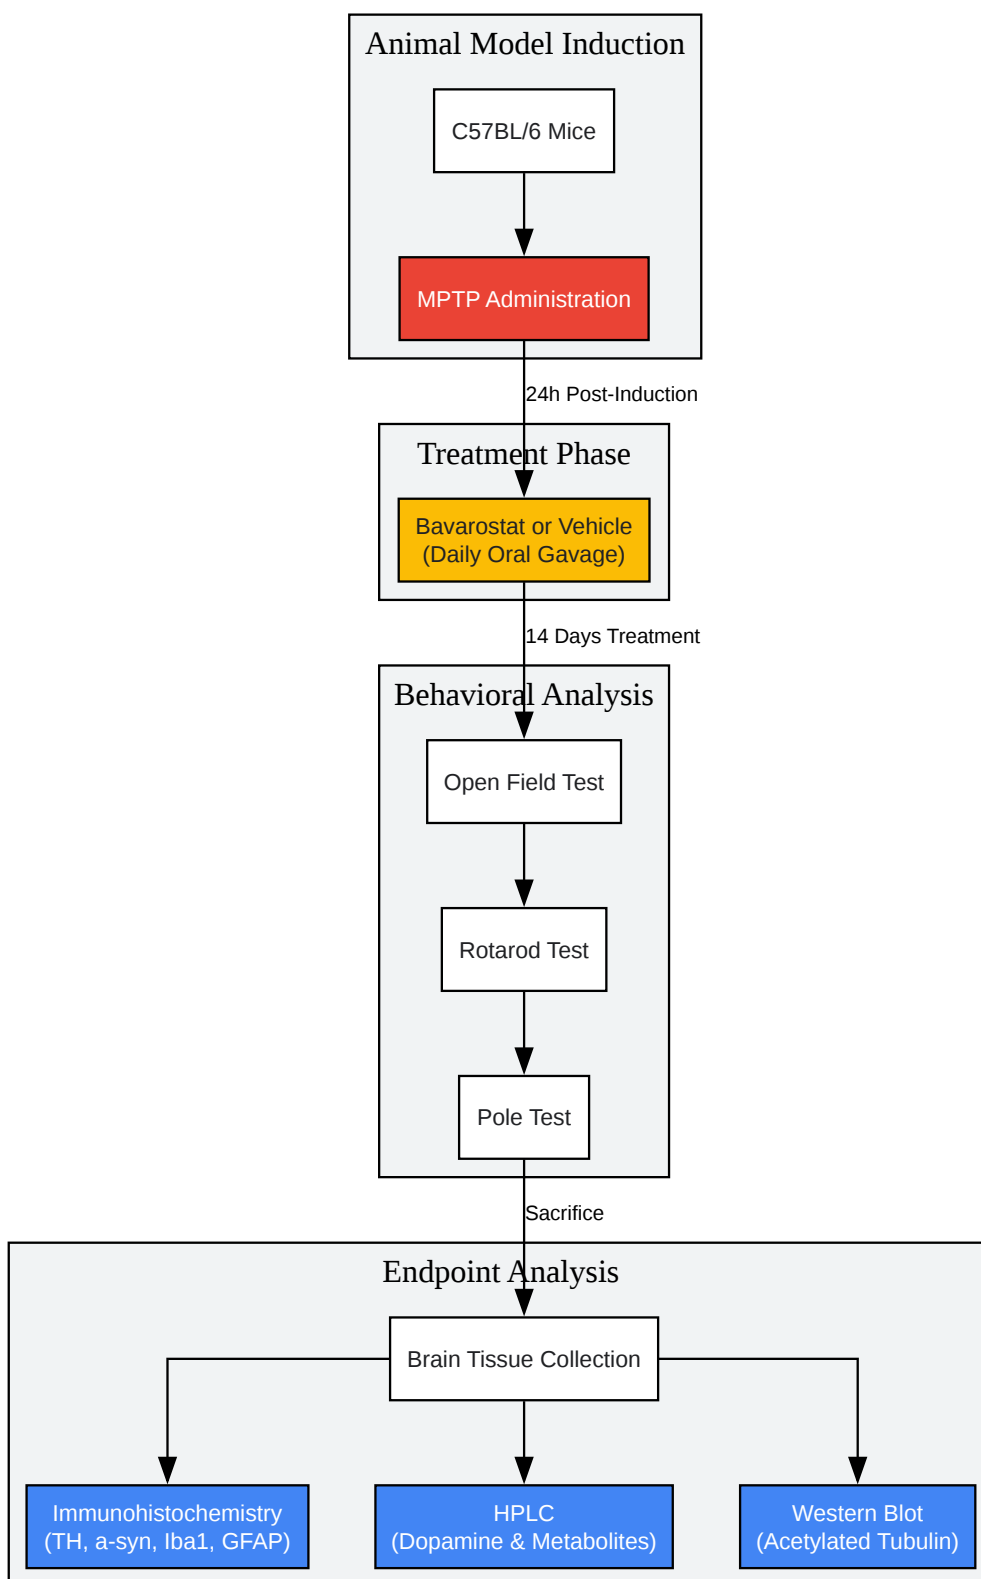 Animal Model Induction
C57BL/6 Mice
MPTP Administration
24h Post-Induction
Treatment Phase
Bavarostat or Vehicle
(Daily Oral Gavage)
14 Days Treatment
Behavioral Analysis
Open Field Test
Rotarod Test
Pole Test
Sacrifice
Endpoint Analysis
Brain Tissue Collection
Immunohistochemistry
(TH, a-syn, Iba1, GFAP)
HPLC
(Dopamine & Metabolites)
Western Blot
(Acetylated Tubulin)